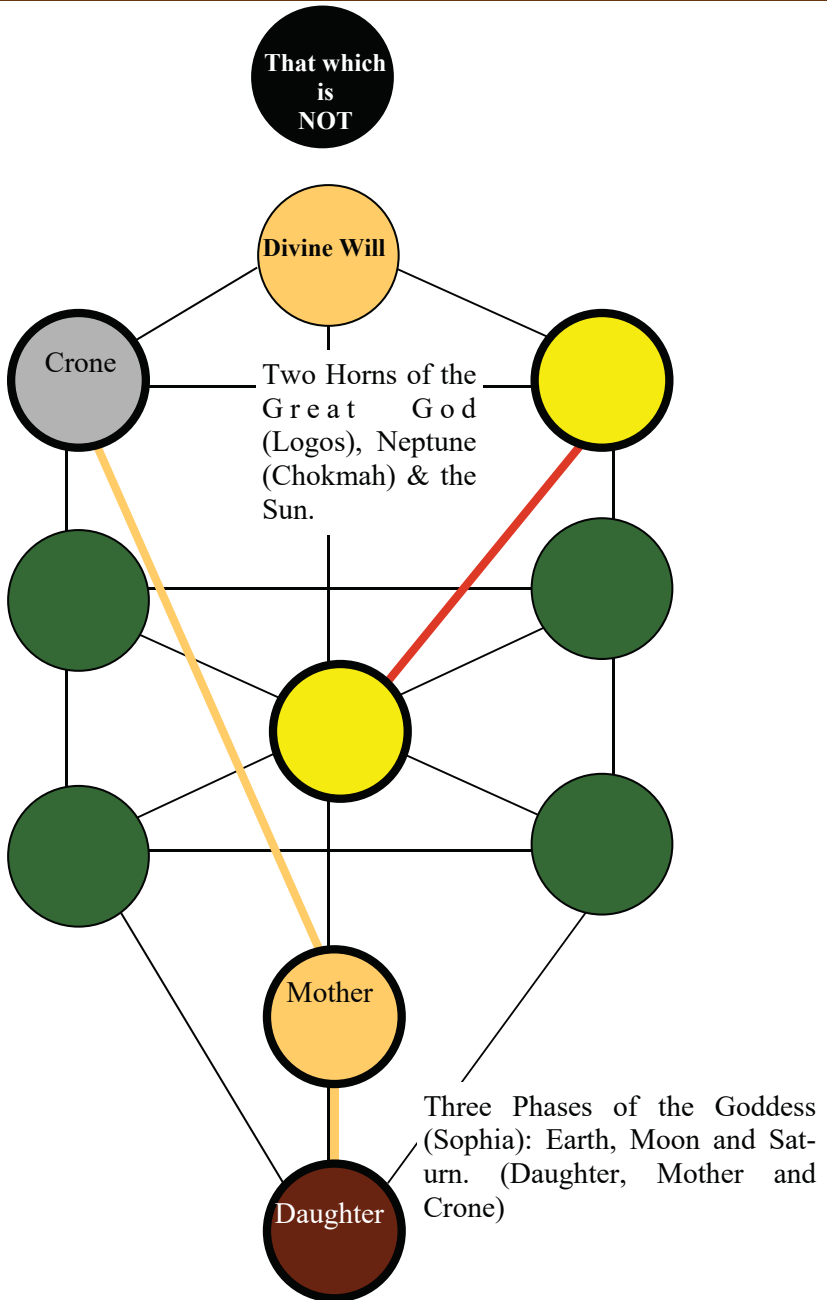 That which
is
NOT
Divine Will
Crone
Two Horns of the
Great God
(Logos), Neptune
(Chokmah) & the
Sun.
Mother
Three Phases of the Goddess
(Sophia): Earth, Moon and Sat-
urn. (Daughter, Mother and
Crone)
Daughter